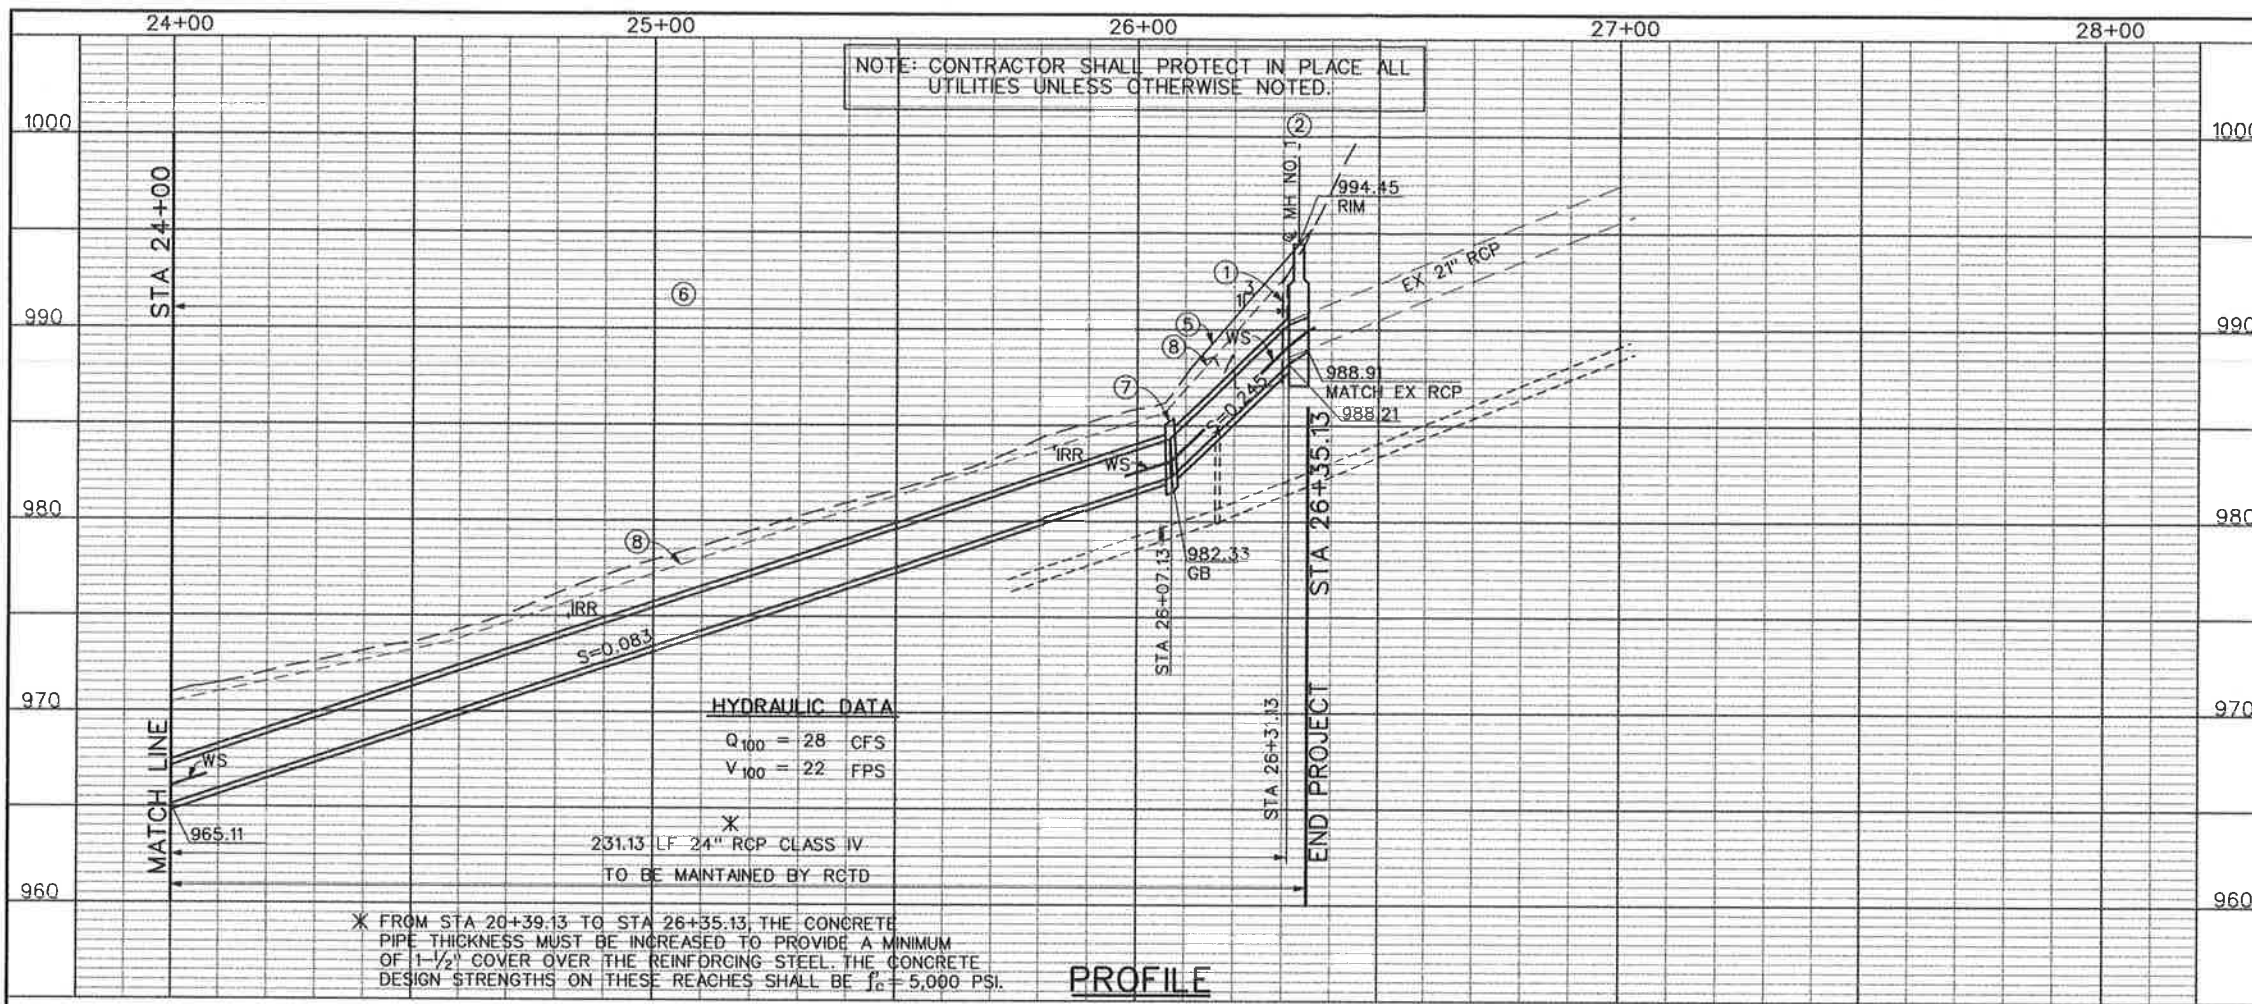 24+00 25+00 26+00 27+00 28+00
NOTE: CONTRACTOR SHALL PROTECT IN PLACE ALL
UTILITIES UNLESS OTHERWISE NOTED.
1000
990
980
970
960
STA 24+00
MATCH LINE
6
8
IRR
S=0.083
WS
965.11
HYDRAULIC DATA
Q100 = 28 CFS
V100 = 22 FPS
231.13 LF 24" RCP CLASS IV
TO BE MAINTAINED BY RCTD
2
℄ MH NO. 1
994.45
RIM
1
5
8
7
WS
IRR
WS
S=0.245
EX 21" RCP
988.91
MATCH EX RCP
988.21
982.33
GB
STA 26+07.13
STA 26+31.13
END PROJECT STA 26+35.13
1000
990
980
970
960
FROM STA 20+39.13 TO STA 26+35.13, THE CONCRETE
PIPE THICKNESS MUST BE INCREASED TO PROVIDE A MINIMUM
OF 1-1/2" COVER OVER THE REINFORCING STEEL. THE CONCRETE
DESIGN STRENGTHS ON THESE REACHES SHALL BE f'c = 5,000 PSI.
PROFILE